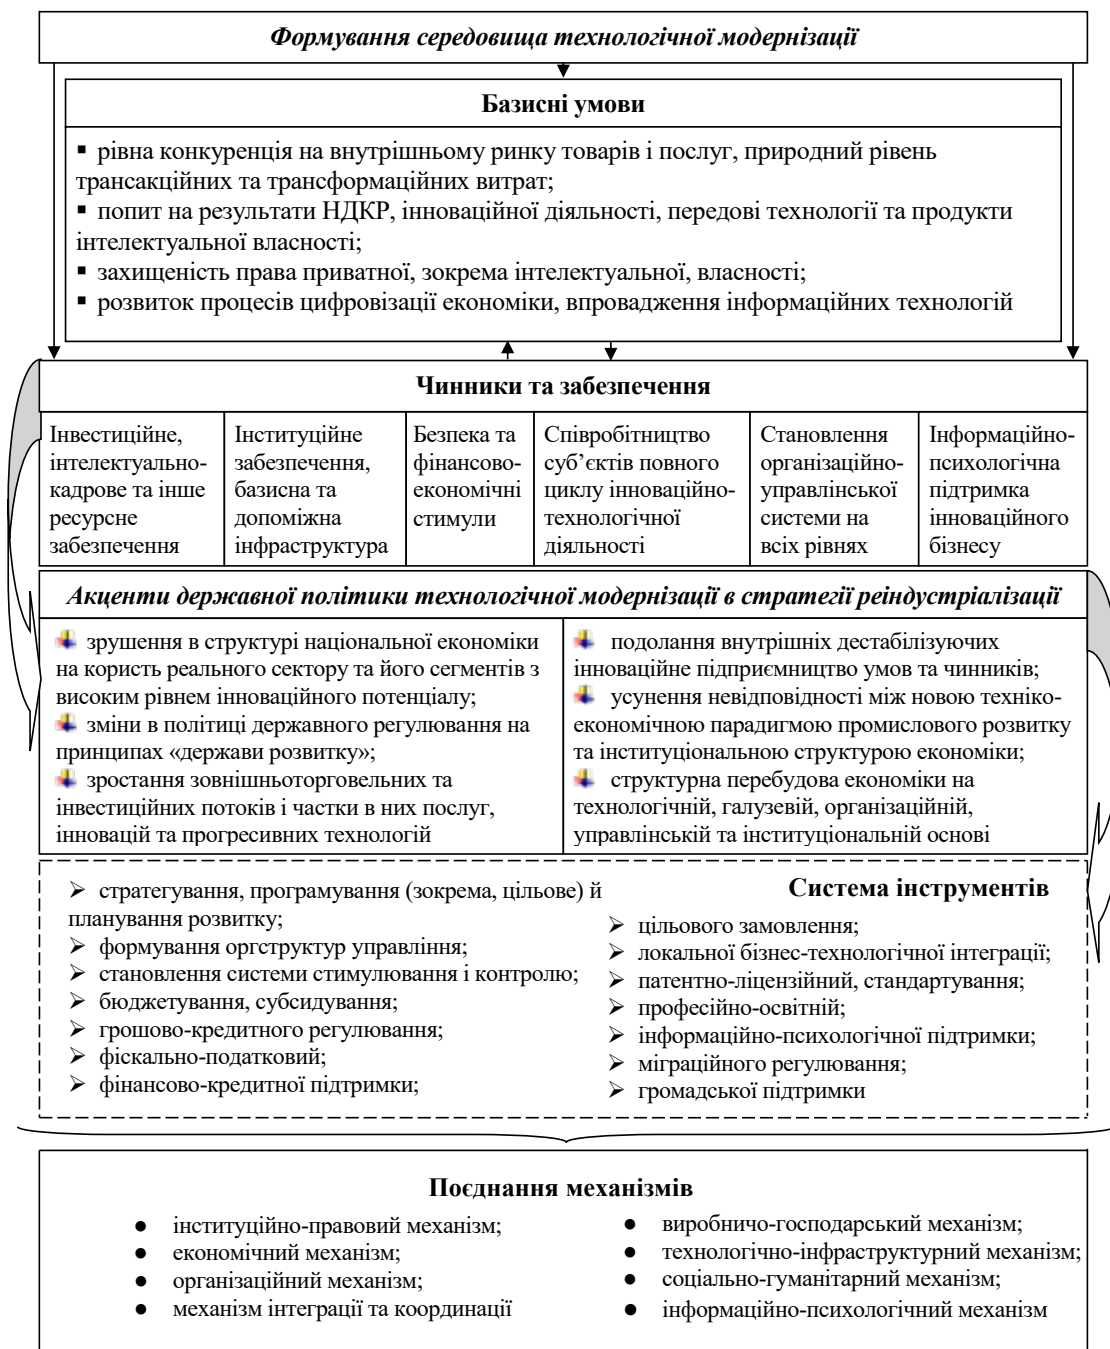 Формування середовища технологічної модернізації
Базисні умови
▪ рівна конкуренція на внутрішньому ринку товарів і послуг, природний рівень
трансакційних та трансформаційних витрат;
▪ попит на результати НДКР, інноваційної діяльності, передові технології та продукти
інтелектуальної власності;
▪ захищеність права приватної, зокрема інтелектуальної, власності;
▪ розвиток процесів цифровізації економіки, впровадження інформаційних технологій
Чинники та забезпечення
Інвестиційне,
інтелектуально-
кадрове та інше
ресурсне
забезпечення
Інституційне
забезпечення,
базисна та
допоміжна
інфраструктура
Безпека та
фінансово-
економічні
стимули
Співробітництво
суб’єктів повного
циклу інноваційно-
технологічної
діяльності
Становлення
організаційно-
управлінської
системи на
всіх рівнях
Інформаційно-
психологічна
підтримка
інноваційного
бізнесу
Акценти державної політики технологічної модернізації в стратегії реіндустріалізації
зрушення в структурі національної економіки
на користь реального сектору та його сегментів з
високим рівнем інноваційного потенціалу;
зміни в політиці державного регулювання на
принципах «держави розвитку»;
зростання зовнішньоторговельних та
інвестиційних потоків і частки в них послуг,
інновацій та прогресивних технологій
подолання внутрішніх дестабілізуючих
інноваційне підприємництво умов та чинників;
усунення невідповідності між новою техніко-
економічною парадигмою промислового розвитку
та інституціональною структурою економіки;
структурна перебудова економіки на
технологічній, галузевій, організаційній,
управлінській та інституціональній основі
Система інструментів
➢ стратегування, програмування (зокрема, цільове) й
планування розвитку;
➢ формування оргструктур управління;
➢ становлення системи стимулювання і контролю;
➢ бюджетування, субсидування;
➢ грошово-кредитного регулювання;
➢ фіскально-податковий;
➢ фінансово-кредитної підтримки;
➢ цільового замовлення;
➢ локальної бізнес-технологічної інтеграції;
➢ патентно-ліцензійний, стандартування;
➢ професійно-освітній;
➢ інформаційно-психологічної підтримки;
➢ міграційного регулювання;
➢ громадської підтримки
Поєднання механізмів
● інституційно-правовий механізм;
● економічний механізм;
● організаційний механізм;
● механізм інтеграції та координації
● виробничо-господарський механізм;
● технологічно-інфраструктурний механізм;
● соціально-гуманітарний механізм;
● інформаційно-психологічний механізм